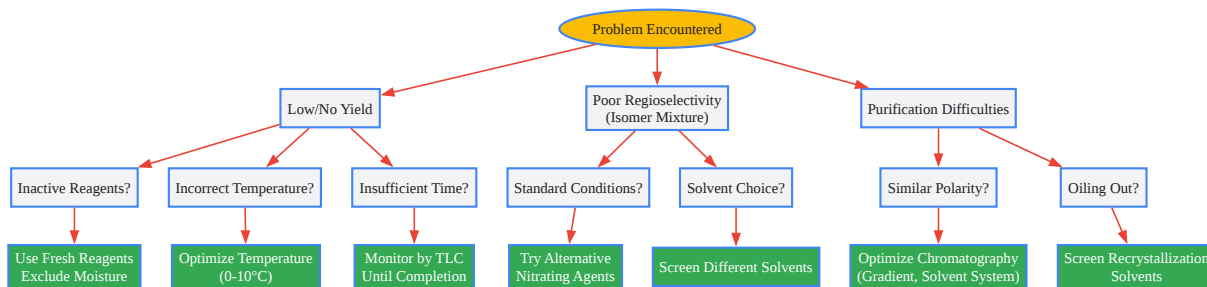 Problem Encountered
Low/No Yield
Poor Regioselectivity
(Isomer Mixture)
Purification Difficulties
Inactive Reagents?
Incorrect Temperature?
Insufficient Time?
Standard Conditions?
Solvent Choice?
Similar Polarity?
Oiling Out?
Use Fresh Reagents
Exclude Moisture
Optimize Temperature
(0-10°C)
Monitor by TLC
Until Completion
Try Alternative
Nitrating Agents
Screen Different Solvents
Optimize Chromatography
(Gradient, Solvent System)
Screen Recrystallization
Solvents